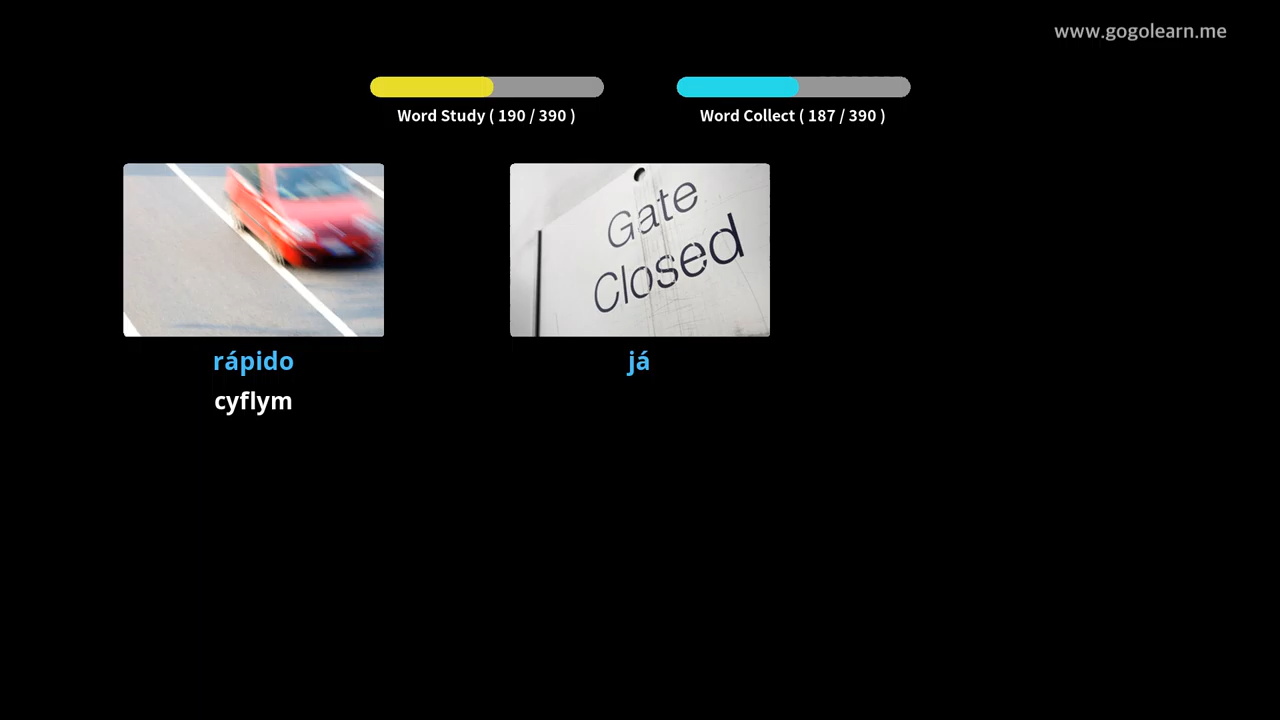 www.gogolearn.me
Word Study ( 190 / 390 )
Word Collect ( 187 / 390 )
Gate
Closed
rápido
já
cyflym